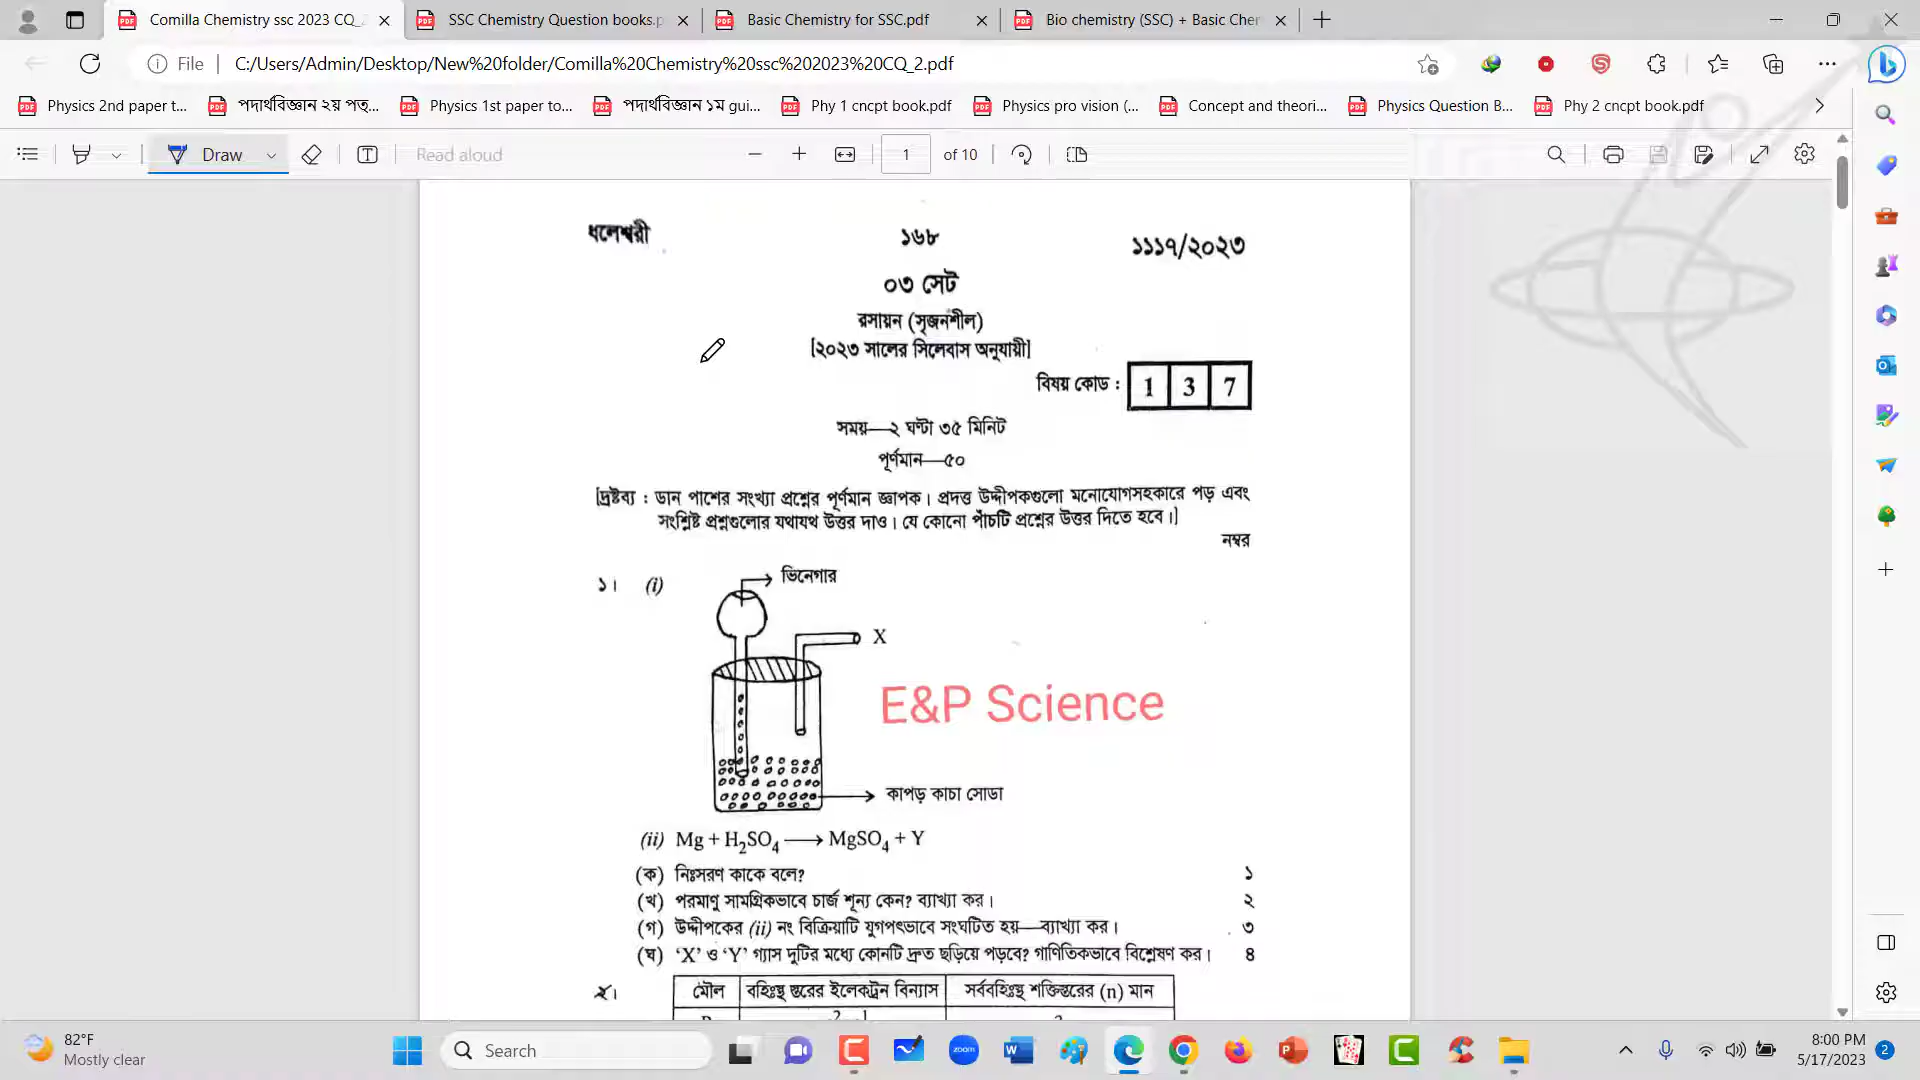 Comilla Chemistry ssc 2023 CQ_2
SSC Chemistry Question books.p
Basic Chemistry for SSC.pdf
Bio chemistry (SSC) + Basic Cher
File
C:/Users/Admin/Desktop/New%20folder/Comilla%20Chemistry%20ssc%202023%20CQ_2.pdf
Physics 2nd paper t...
পদার্থবিজ্ঞান ২য় পত্...
Physics 1st paper to...
পদার্থবিজ্ঞান ১ম gui...
Phy 1 cncpt book.pdf
Physics pro vision (...
Concept and theori...
Physics Question B...
Phy 2 cncpt book.pdf
Draw
Read aloud
1 of 10
ধলেশ্বরী ১৬৮ ১১১৭/২০২৩
০৩ সেট
রসায়ন (সৃজনশীল)
[২০২৩ সালের সিলেবাস অনুযায়ী]
বিষয় কোড : 1 3 7
সময়—২ ঘণ্টা ৩৫ মিনিট
পূর্ণমান—৫০
[দ্রষ্টব্য : ডান পাশের সংখ্যা প্রশ্নের পূর্ণমান জ্ঞাপক। প্রদত্ত উদ্দীপকগুলো মনোযোগসহকারে পড় এবং
সংশ্লিষ্ট প্রশ্নগুলোর যথাযথ উত্তর দাও। যে কোনো পাঁচটি প্রশ্নের উত্তর দিতে হবে।]
নম্বর
১। (i)
ভিনেগার
X
E&P Science
কাপড় কাচা সোডা
(ii) Mg + H₂SO₄ ⟶ MgSO₄ + Y
(ক) নিঃসরণ কাকে বলে? ১
(খ) পরমাণু সামগ্রিকভাবে চার্জ শূন্য কেন? ব্যাখ্যা কর। ২
(গ) উদ্দীপকের (ii) নং বিক্রিয়াটি যুগপৎভাবে সংঘটিত হয়—ব্যাখ্যা কর। ৩
(ঘ) ‘X’ ও ‘Y’ গ্যাস দুটির মধ্যে কোনটি দ্রুত ছড়িয়ে পড়বে? গাণিতিকভাবে বিশ্লেষণ কর। ৪
২। মৌল বহিঃস্থ স্তরের ইলেকট্রন বিন্যাস সর্ববহিঃস্থ শক্তিস্তরের (n) মান
82°F
Mostly clear
Search
zoom
8:00 PM
5/17/2023
2